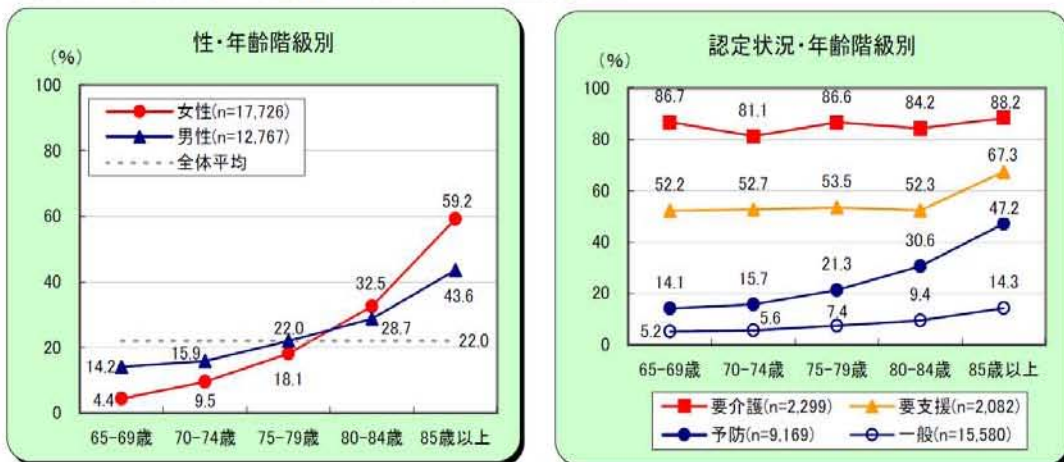 性・年齢階級別
（%）
100
80
60
40
20
0
女性(n=17,726)
男性(n=12,767)
全体平均
59.2
32.5
43.6
22.0
28.7
22.0
14.2
15.9
18.1
4.4
9.5
65-69歳 70-74歳 75-79歳 80-84歳 85歳以上
認定状況・年齢階級別
（%）
100
80
60
40
20
0
86.7 81.1 86.6 84.2 88.2
52.2 52.7 53.5 52.3 67.3
14.1 15.7 21.3 30.6 47.2
5.2 5.6 7.4 9.4 14.3
65-69歳 70-74歳 75-79歳 80-84歳 85歳以上
要介護(n=2,299) 要支援(n=2,082)
予防(n=9,169) 一般(n=15,580)